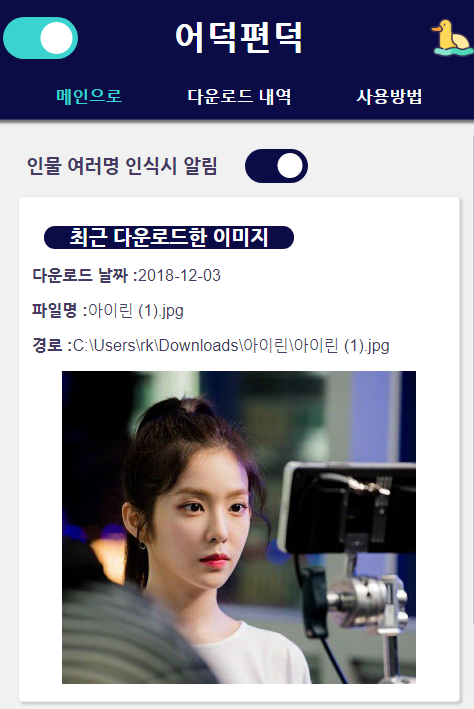 어덕편덕
메인으로 다운로드 내역 사용방법
인물 여러명 인식시 알림
최근 다운로드한 이미지
다운로드 날짜 :2018-12-03
파일명 :아이린 (1).jpg
경로 :C:\Users\rk\Downloads\아이린\아이린 (1).jpg